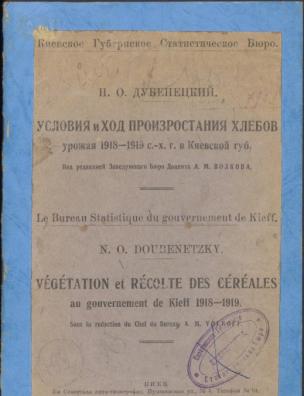 Киевское Губернское Статистическое Бюро.
Н. О. ДУБЕНЕЦКИЙ.
УСЛОВИЯ и ХОД ПРОИЗРОСТАНИЯ ХЛЕБОВ
урожая 1918—1919 с.-х. г. в Киевской губ.
Под редакцией Заведующего Бюро Доцента А. М. ВОЛКОВА.
Le Bureau Statistique du gouvernement de Kieff.
N. O. DOUBENETZKY.
VÉGÉTATION et RÉCOLTE DES CÉRÉALES
au gouvernement de Kieff 1918—1919.
Sous la redaction du Chef du Bureau A. M. VOLKOFF.
КИЕВ.